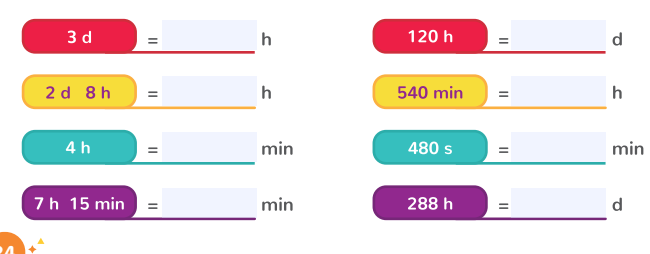 3 d = h
120 h = d
2 d 8 h = h
540 min = h
4 h = min
480 s = min
7 h 15 min = min
288 h = d